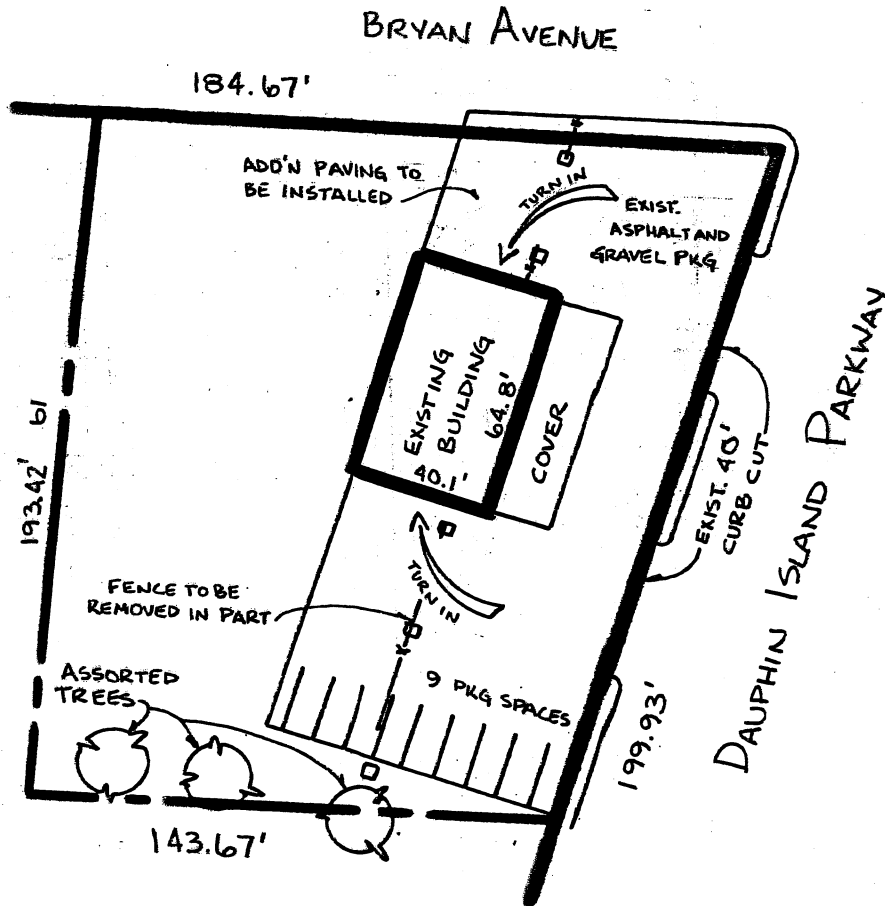 BRYAN AVENUE
184.67'
ADD'N PAVING TO
BE INSTALLED
TURN IN
EXIST.
ASPHALT AND
GRAVEL PKG
EXISTING
BUILDING
64.8'
40.1'
COVER
EXIST. 40'
CURB CUT
DAUPHIN ISLAND PARKWAY
193.42'
61
FENCE TO BE
REMOVED IN PART
TURN IN
ASSORTED
TREES
9 PKG SPACES
199.93'
143.67'